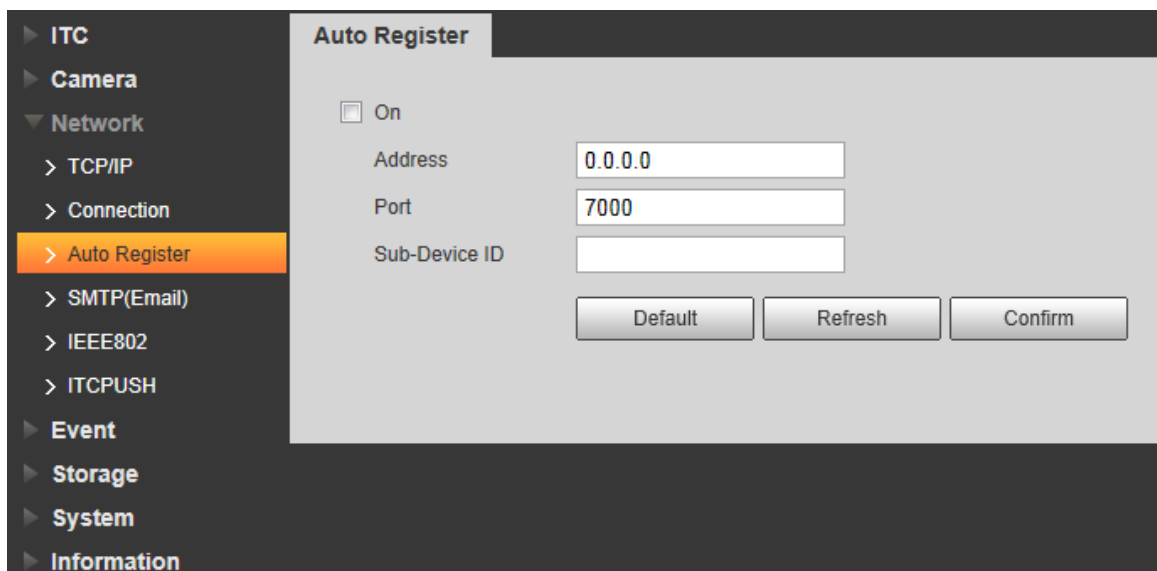 ITC
Camera
Network
TCP/IP
Connection
Auto Register
SMTP(Email)
IEEE802
ITCPUSH
Event
Storage
System
Information
Auto Register
On
Address 0.0.0.0
Port 7000
Sub-Device ID
Default Refresh Confirm